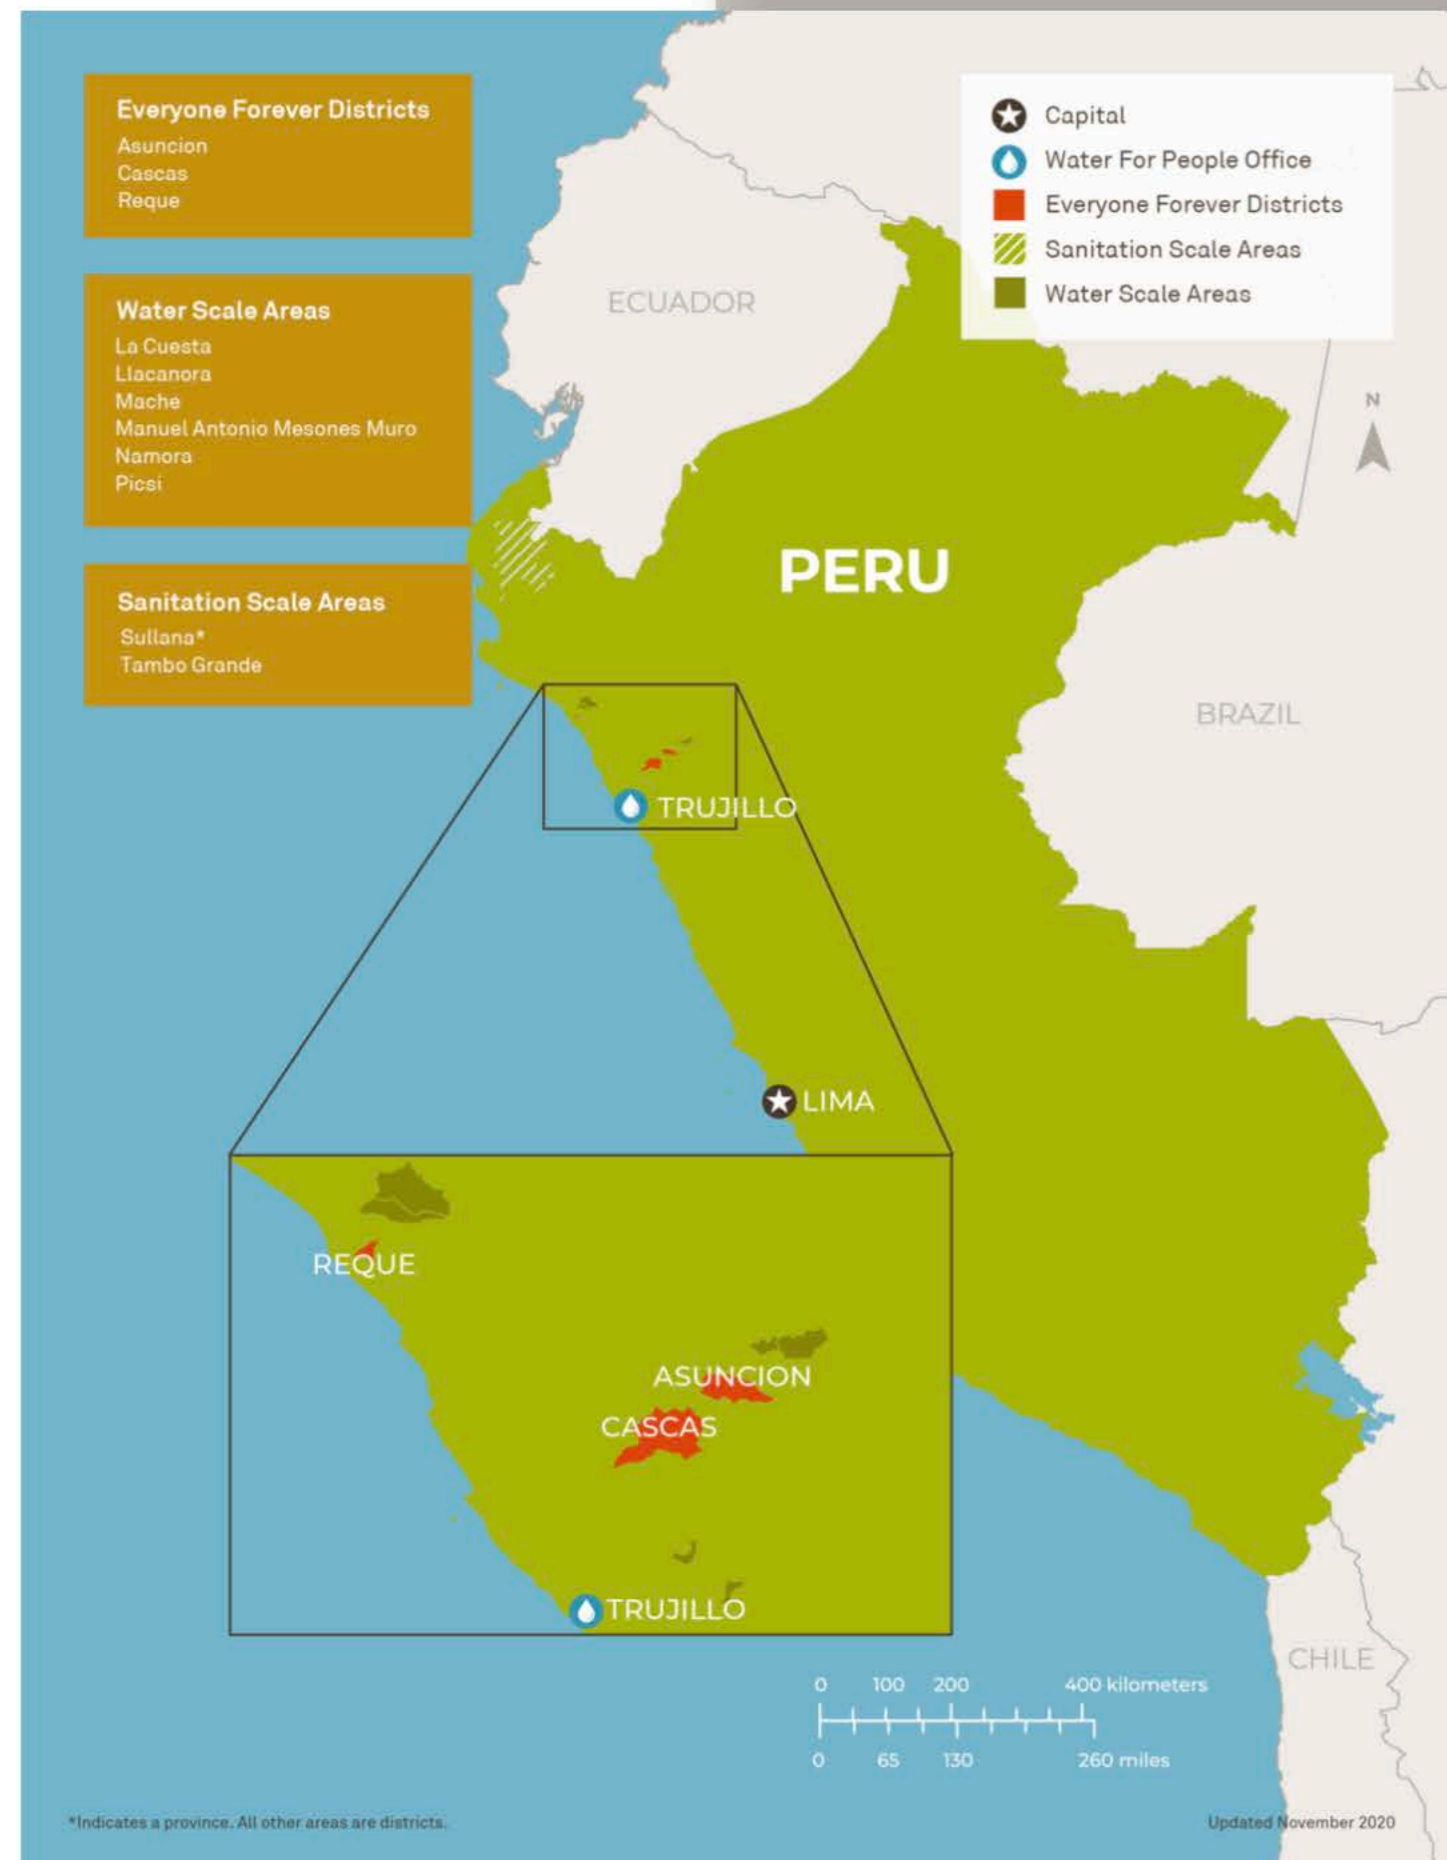 Everyone Forever Districts
Asuncion
Cascas
Reque
Water Scale Areas
La Cuesta
Llacanora
Mache
Manuel Antonio Mesones Muro
Namora
Picsi
Sanitation Scale Areas
Sullana*
Tambo Grande
Capital
Water For People Office
Everyone Forever Districts
Sanitation Scale Areas
Water Scale Areas
N
ECUADOR
PERU
BRAZIL
TRUJILLO
LIMA
REQUE
ASUNCION
CASCAS
TRUJILLO
CHILE
0 100 200 400 kilometers
0 65 130 260 miles
*Indicates a province. All other areas are districts.
Updated November 2020